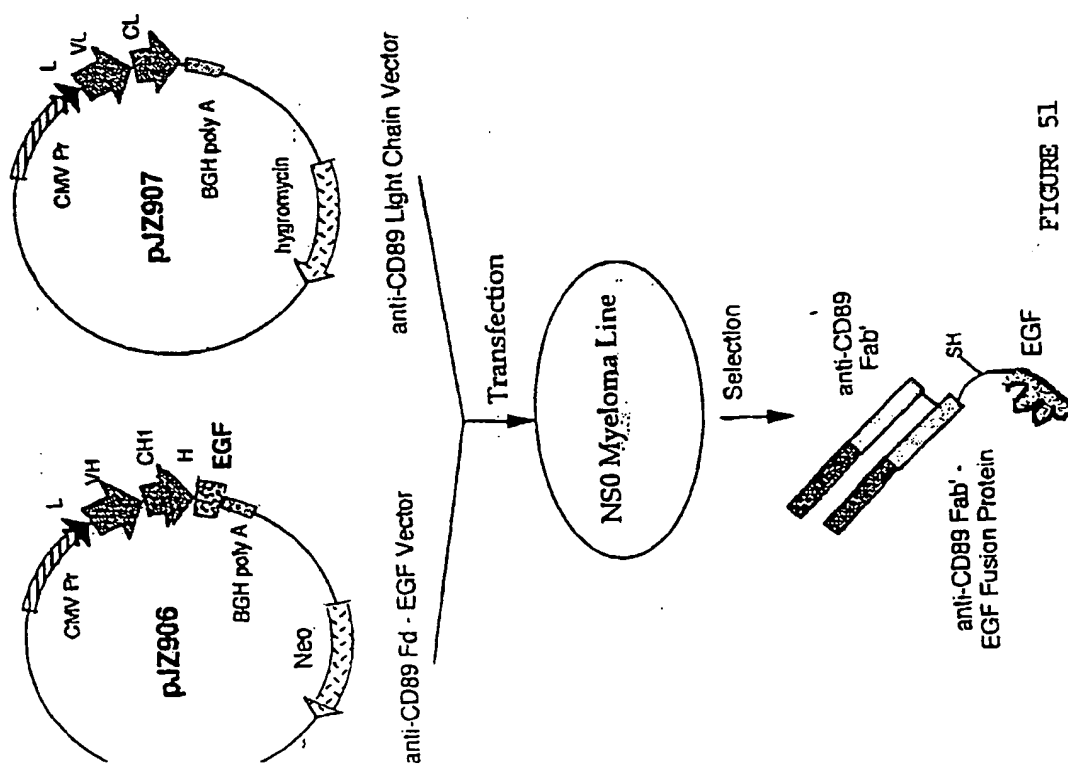 L
VH
CH1
H
EGF
CMV Pr
pJZ906
BGH poly A
Neo
anti-CD89 Fd - EGF Vector
L
VL
CL
CMV Pr
pJZ907
BGH poly A
hygromycin
anti-CD89 Light Chain Vector
Transfection
NS0 Myeloma Line
Selection
anti-CD89
Fab'
SH
EGF
anti-CD89 Fab' -
EGF Fusion Protein
FIGURE 51